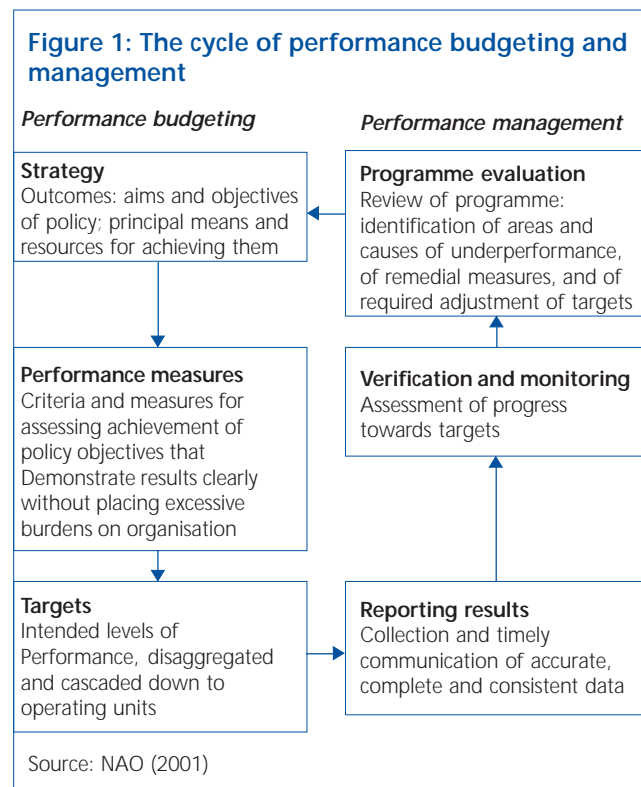 Figure 1: The cycle of performance budgeting and
management
Performance budgeting
Performance management
Strategy
Outcomes: aims and objectives
of policy; principal means and
resources for achieving them
Programme evaluation
Review of programme:
identification of areas and
causes of underperformance,
of remedial measures, and of
required adjustment of targets
Performance measures
Criteria and measures for
assessing achievement of
policy objectives that
Demonstrate results clearly
without placing excessive
burdens on organisation
Verification and monitoring
Assessment of progress
towards targets
Targets
Intended levels of
Performance, disaggregated
and cascaded down to
operating units
Reporting results
Collection and timely
communication of accurate,
complete and consistent data
Source: NAO (2001)